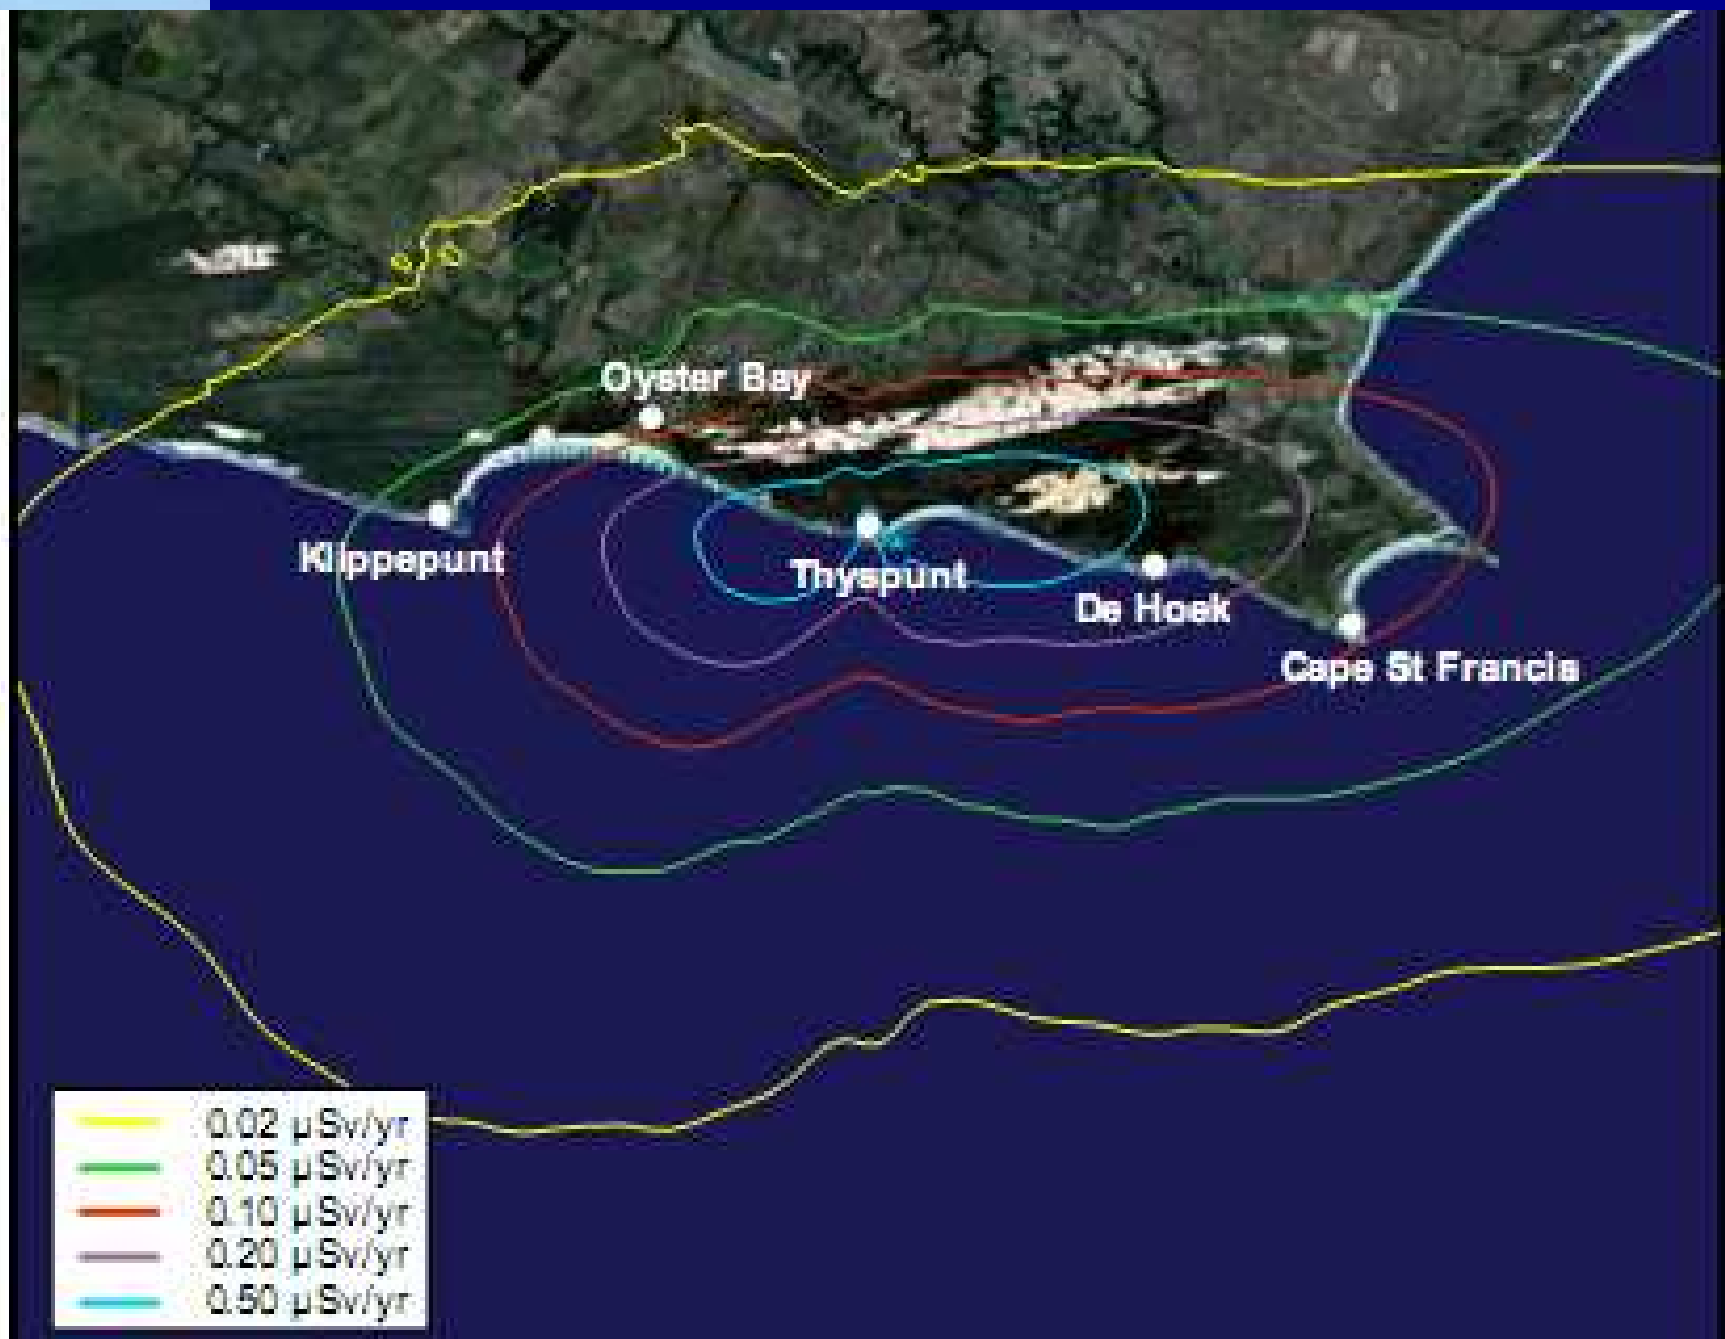 Oyster Bay
Klippepunt
Thyspunt
De Hoek
Cape St Francis
0.02 µSv/yr
0.05 µSv/yr
0.10 µSv/yr
0.20 µSv/yr
0.50 µSv/yr